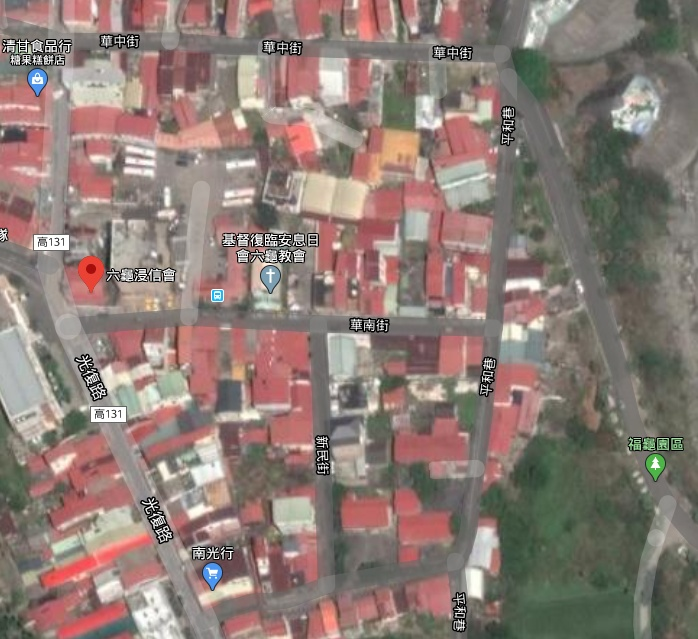 清甘食品行
糖果糕餅店
華中街
華中街
華中街
平和巷
高131
隊
六龜浸信會
基督復臨安息日
會六龜教會
華南街
光復路
高131
平和巷
新民街
福龜園區
光復路
南光行
平和巷